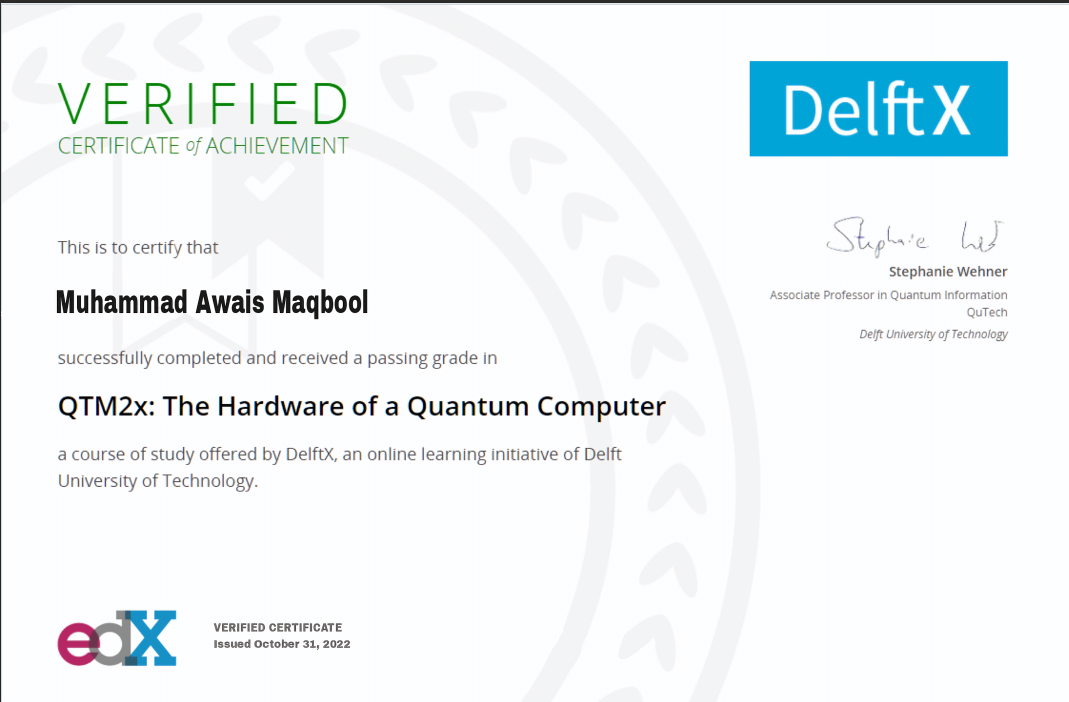 VERIFIED
CERTIFICATE of ACHIEVEMENT
DelftX
This is to certify that
Muhammad Awais Maqbool
successfully completed and received a passing grade in
QTM2x: The Hardware of a Quantum Computer
a course of study offered by DelftX, an online learning initiative of Delft
University of Technology.
Stephanie Wehner
Associate Professor in Quantum Information
QuTech
Delft University of Technology
edX
VERIFIED CERTIFICATE
Issued October 31, 2022